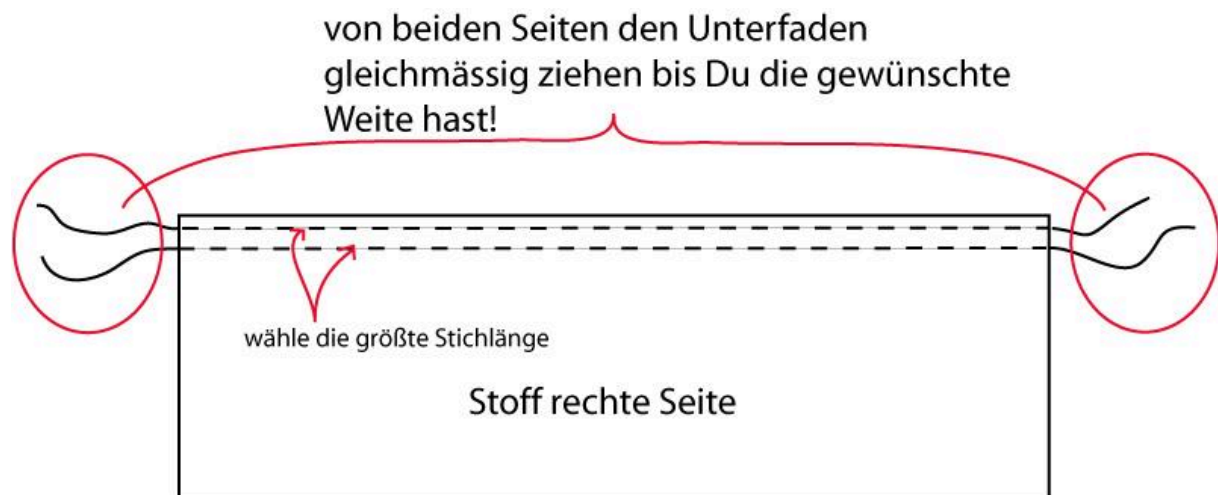 von beiden Seiten den Unterfaden
gleichmässig ziehen bis Du die gewünschte
Weite hast!
wähle die größte Stichlänge
Stoff rechte Seite